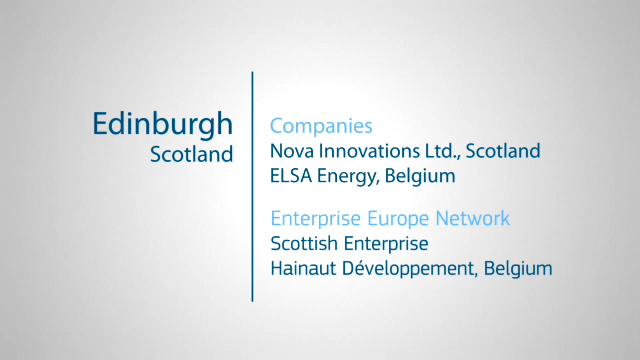 Edinburgh
Scotland
Companies
Nova Innovations Ltd., Scotland
ELSA Energy, Belgium
Enterprise Europe Network
Scottish Enterprise
Hainaut Développement, Belgium